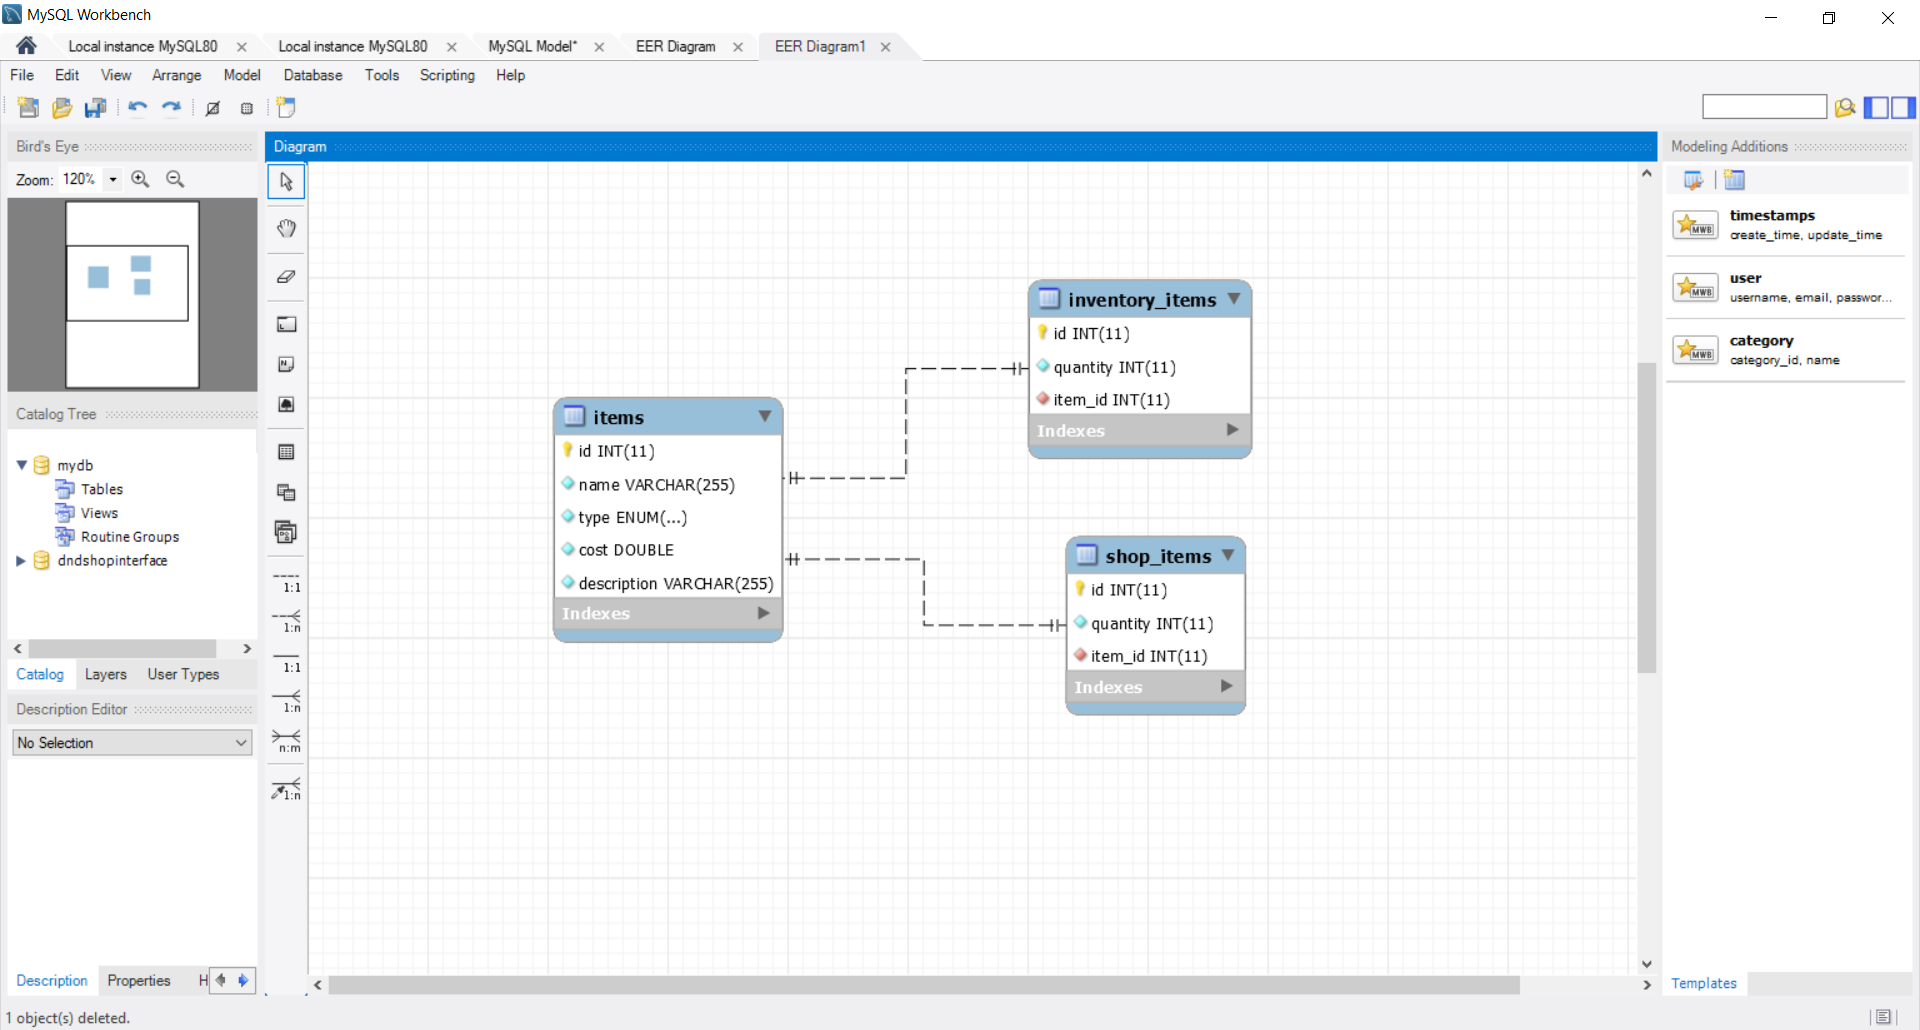 MySQL Workbench
Local instance MySQL80
Local instance MySQL80
MySQL Model*
EER Diagram
EER Diagram1
File Edit View Arrange Model Database Tools Scripting Help
Bird's Eye
Zoom: 120%
Catalog Tree
mydb
Tables
Views
Routine Groups
dndshopinterface
Catalog Layers User Types
Description Editor
No Selection
Description Properties H
Diagram
1:1
1:n
1:1
1:n
n:m
1:n
items
id INT(11)
name VARCHAR(255)
type ENUM(...)
cost DOUBLE
description VARCHAR(255)
Indexes
inventory_items
id INT(11)
quantity INT(11)
item_id INT(11)
Indexes
shop_items
id INT(11)
quantity INT(11)
item_id INT(11)
Indexes
Modeling Additions
MWB
timestamps
create_time, update_time
MWB
user
username, email, passwor...
MWB
category
category_id, name
Templates
1 object(s) deleted.